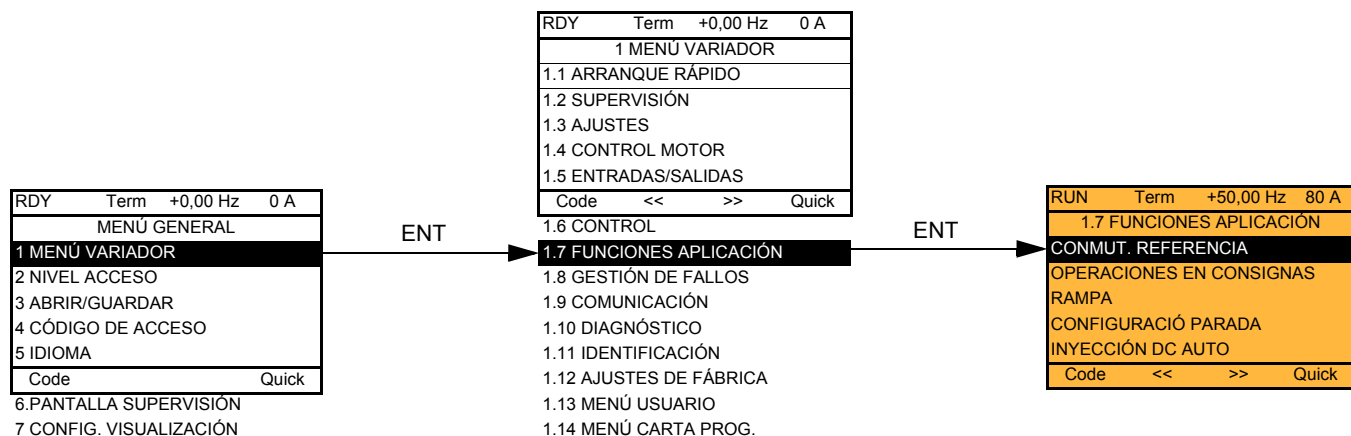 RDY Term +0,00 Hz 0 A
MENÚ GENERAL
1 MENÚ VARIADOR
2 NIVEL ACCESO
3 ABRIR/GUARDAR
4 CÓDIGO DE ACCESO
5 IDIOMA
Code Quick
6.PANTALLA SUPERVISIÓN
7 CONFIG. VISUALIZACIÓN
ENT
RDY Term +0,00 Hz 0 A
1 MENÚ VARIADOR
1.1 ARRANQUE RÁPIDO
1.2 SUPERVISIÓN
1.3 AJUSTES
1.4 CONTROL MOTOR
1.5 ENTRADAS/SALIDAS
Code << >> Quick
1.6 CONTROL
1.7 FUNCIONES APLICACIÓN
1.8 GESTIÓN DE FALLOS
1.9 COMUNICACIÓN
1.10 DIAGNÓSTICO
1.11 IDENTIFICACIÓN
1.12 AJUSTES DE FÁBRICA
1.13 MENÚ USUARIO
1.14 MENÚ CARTA PROG.
ENT
RUN Term +50,00 Hz 80 A
1.7 FUNCIONES APLICACIÓN
CONMUT. REFERENCIA
OPERACIONES EN CONSIGNAS
RAMPA
CONFIGURACIÓ PARADA
INYECCIÓN DC AUTO
Code << >> Quick